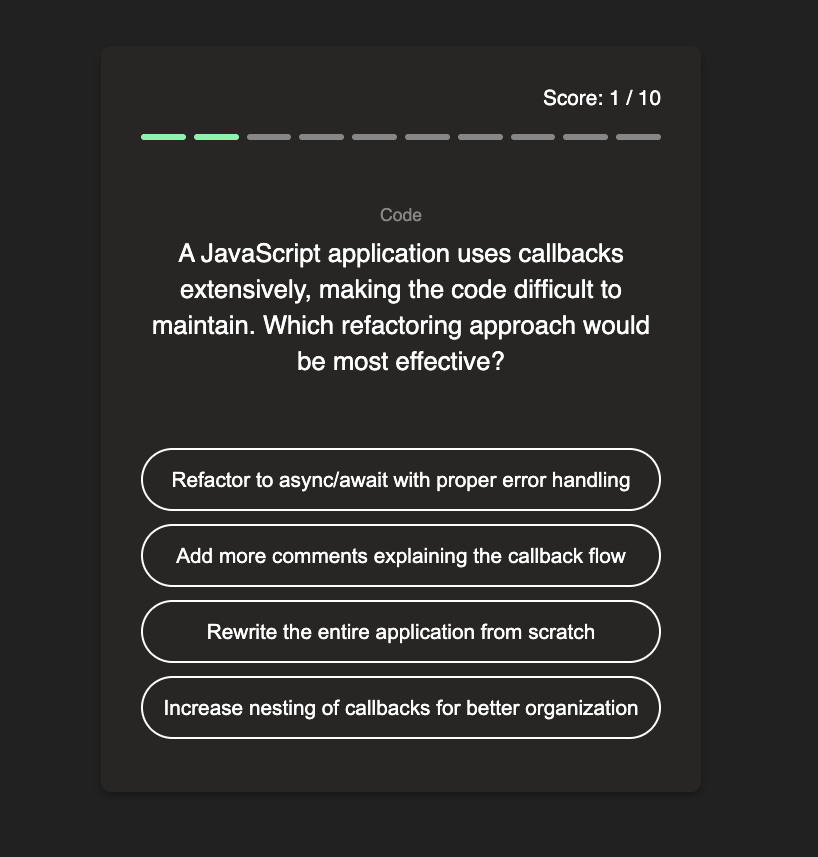 Score: 1 / 10
Code
A JavaScript application uses callbacks
extensively, making the code difficult to
maintain. Which refactoring approach would
be most effective?
Refactor to async/await with proper error handling
Add more comments explaining the callback flow
Rewrite the entire application from scratch
Increase nesting of callbacks for better organization